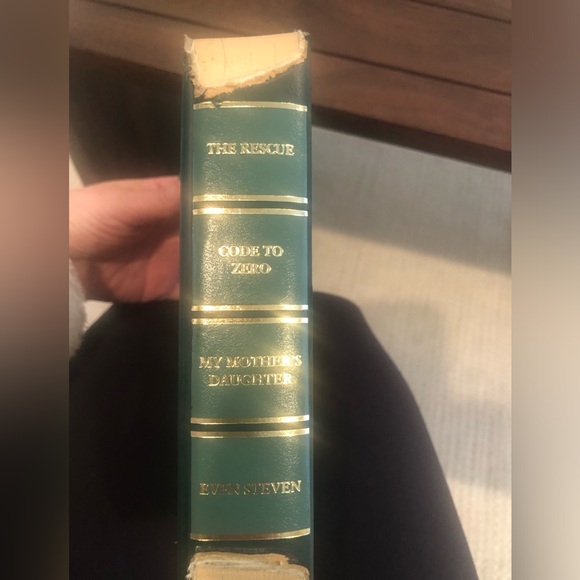 THE RESCUE
CODE TO
ZERO
MY MOTHER'S
DAUGHTER
EVEN STEVEN